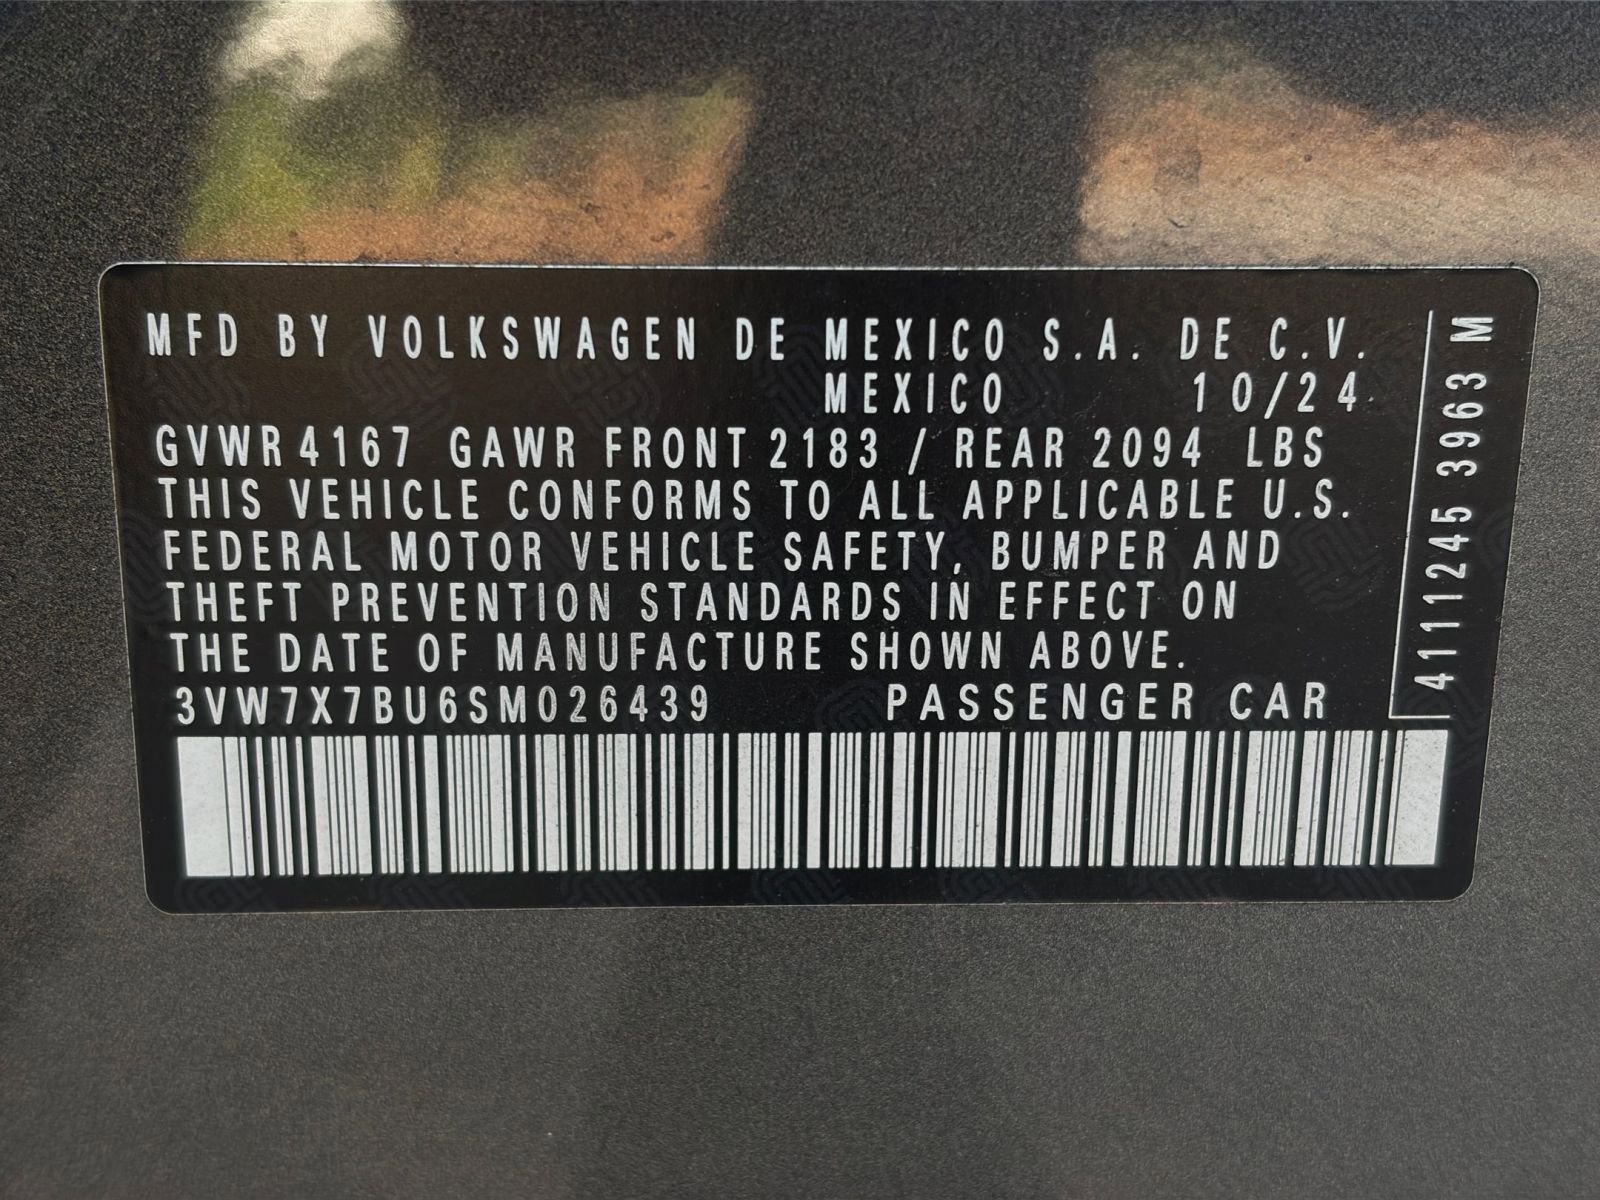 MFD BY VOLKSWAGEN DE MEXICO S.A. DE C.V.
MEXICO 10/24
GVWR 4167 GAWR FRONT 2183 / REAR 2094 LBS
THIS VEHICLE CONFORMS TO ALL APPLICABLE U.S.
FEDERAL MOTOR VEHICLE SAFETY, BUMPER AND
THEFT PREVENTION STANDARDS IN EFFECT ON
THE DATE OF MANUFACTURE SHOWN ABOVE.
3VW7X7BU6SM026439 PASSENGER CAR
4111245 3963 M